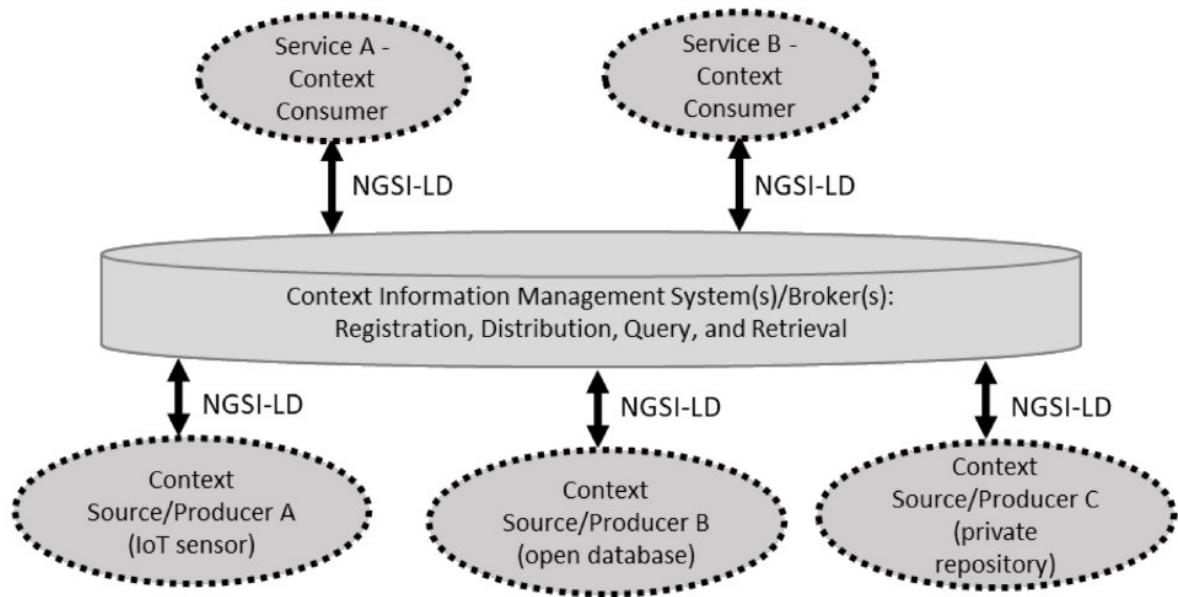 Service A -
Context
Consumer
Service B -
Context
Consumer
NGSI-LD
NGSI-LD
Context Information Management System(s)/Broker(s):
Registration, Distribution, Query, and Retrieval
NGSI-LD
NGSI-LD
NGSI-LD
Context
Source/Producer A
(IoT sensor)
Context
Source/Producer B
(open database)
Context
Source/Producer C
(private
repository)